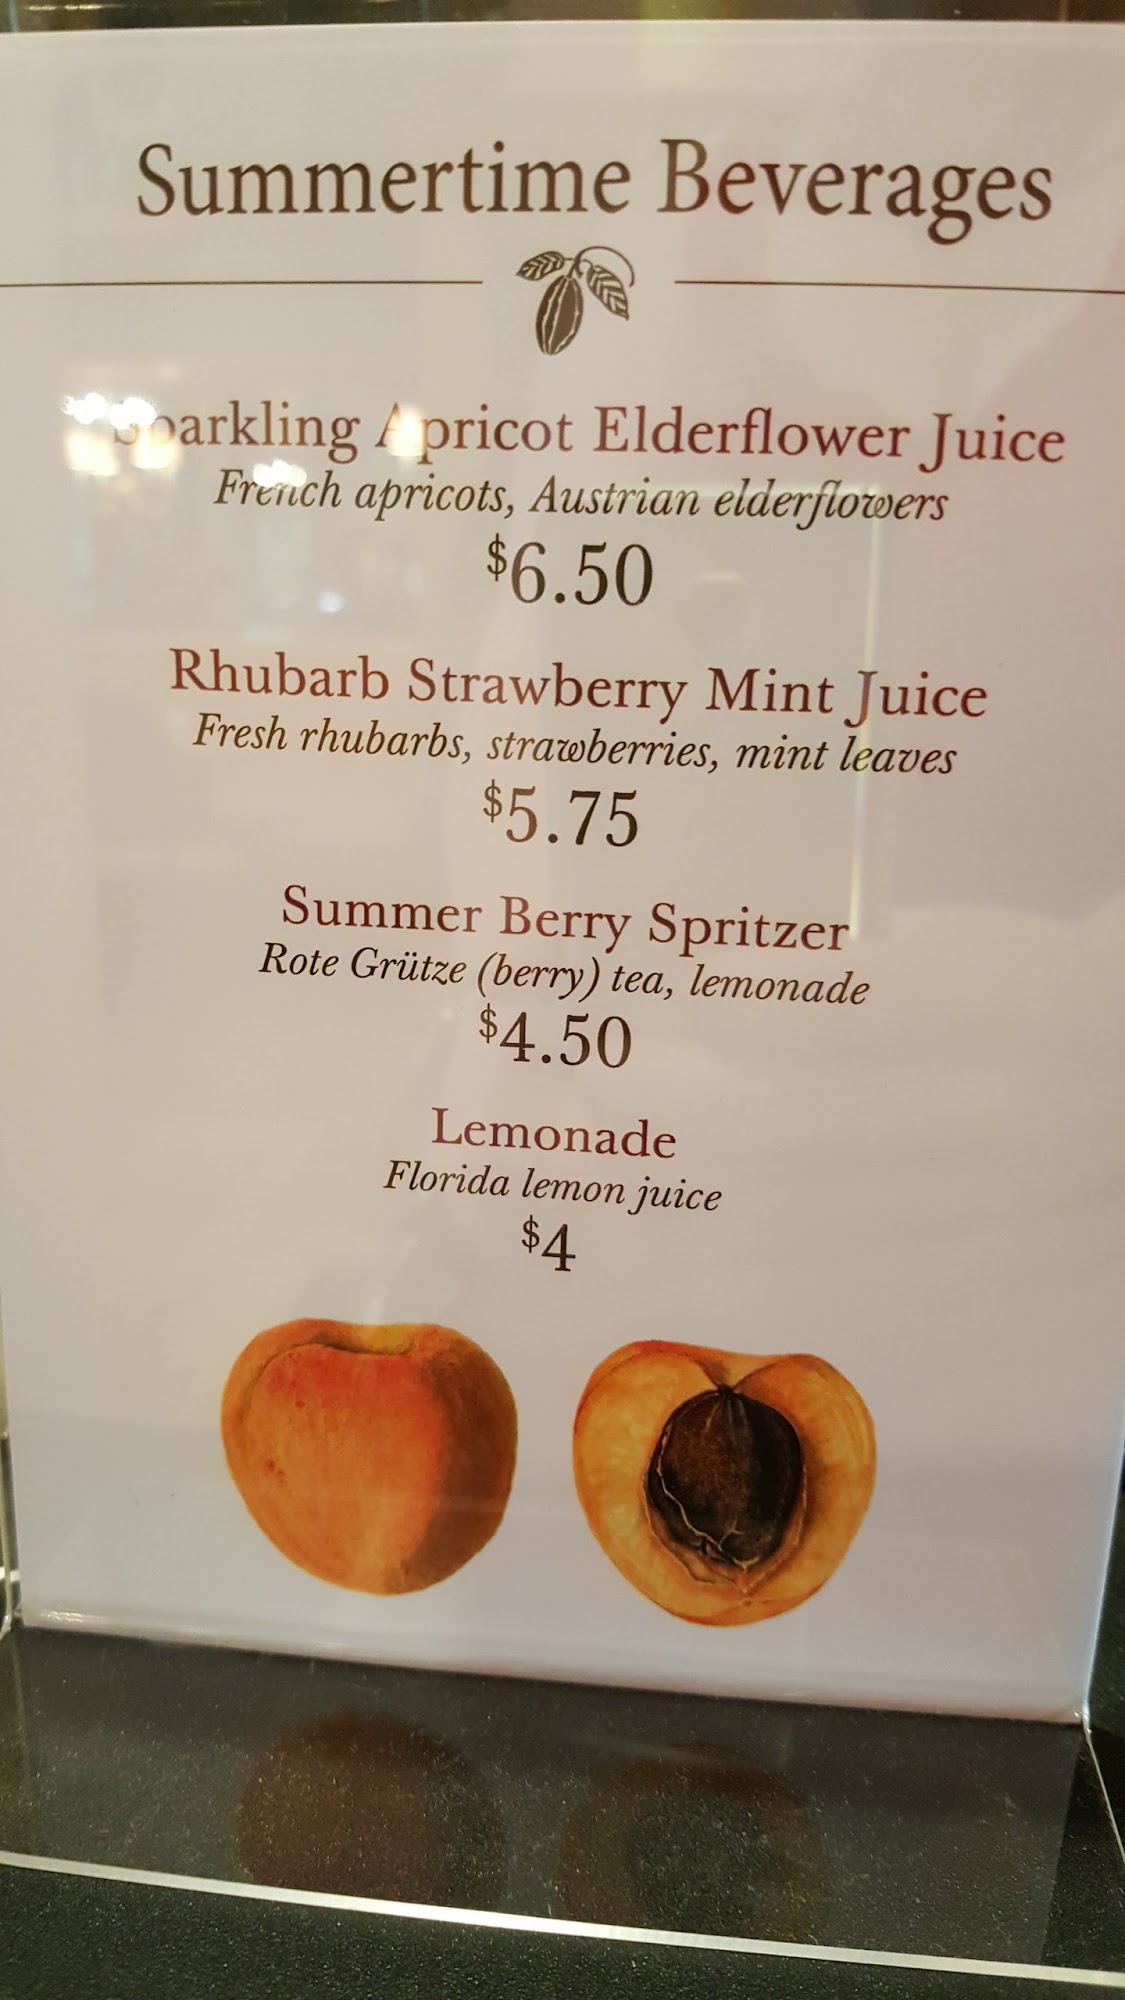 Summertime Beverages
Sparkling Apricot Elderflower Juice
French apricots, Austrian elderflowers
$6.50
Rhubarb Strawberry Mint Juice
Fresh rhubarbs, strawberries, mint leaves
$5.75
Summer Berry Spritzer
Rote Grütze (berry) tea, lemonade
$4.50
Lemonade
Florida lemon juice
$4